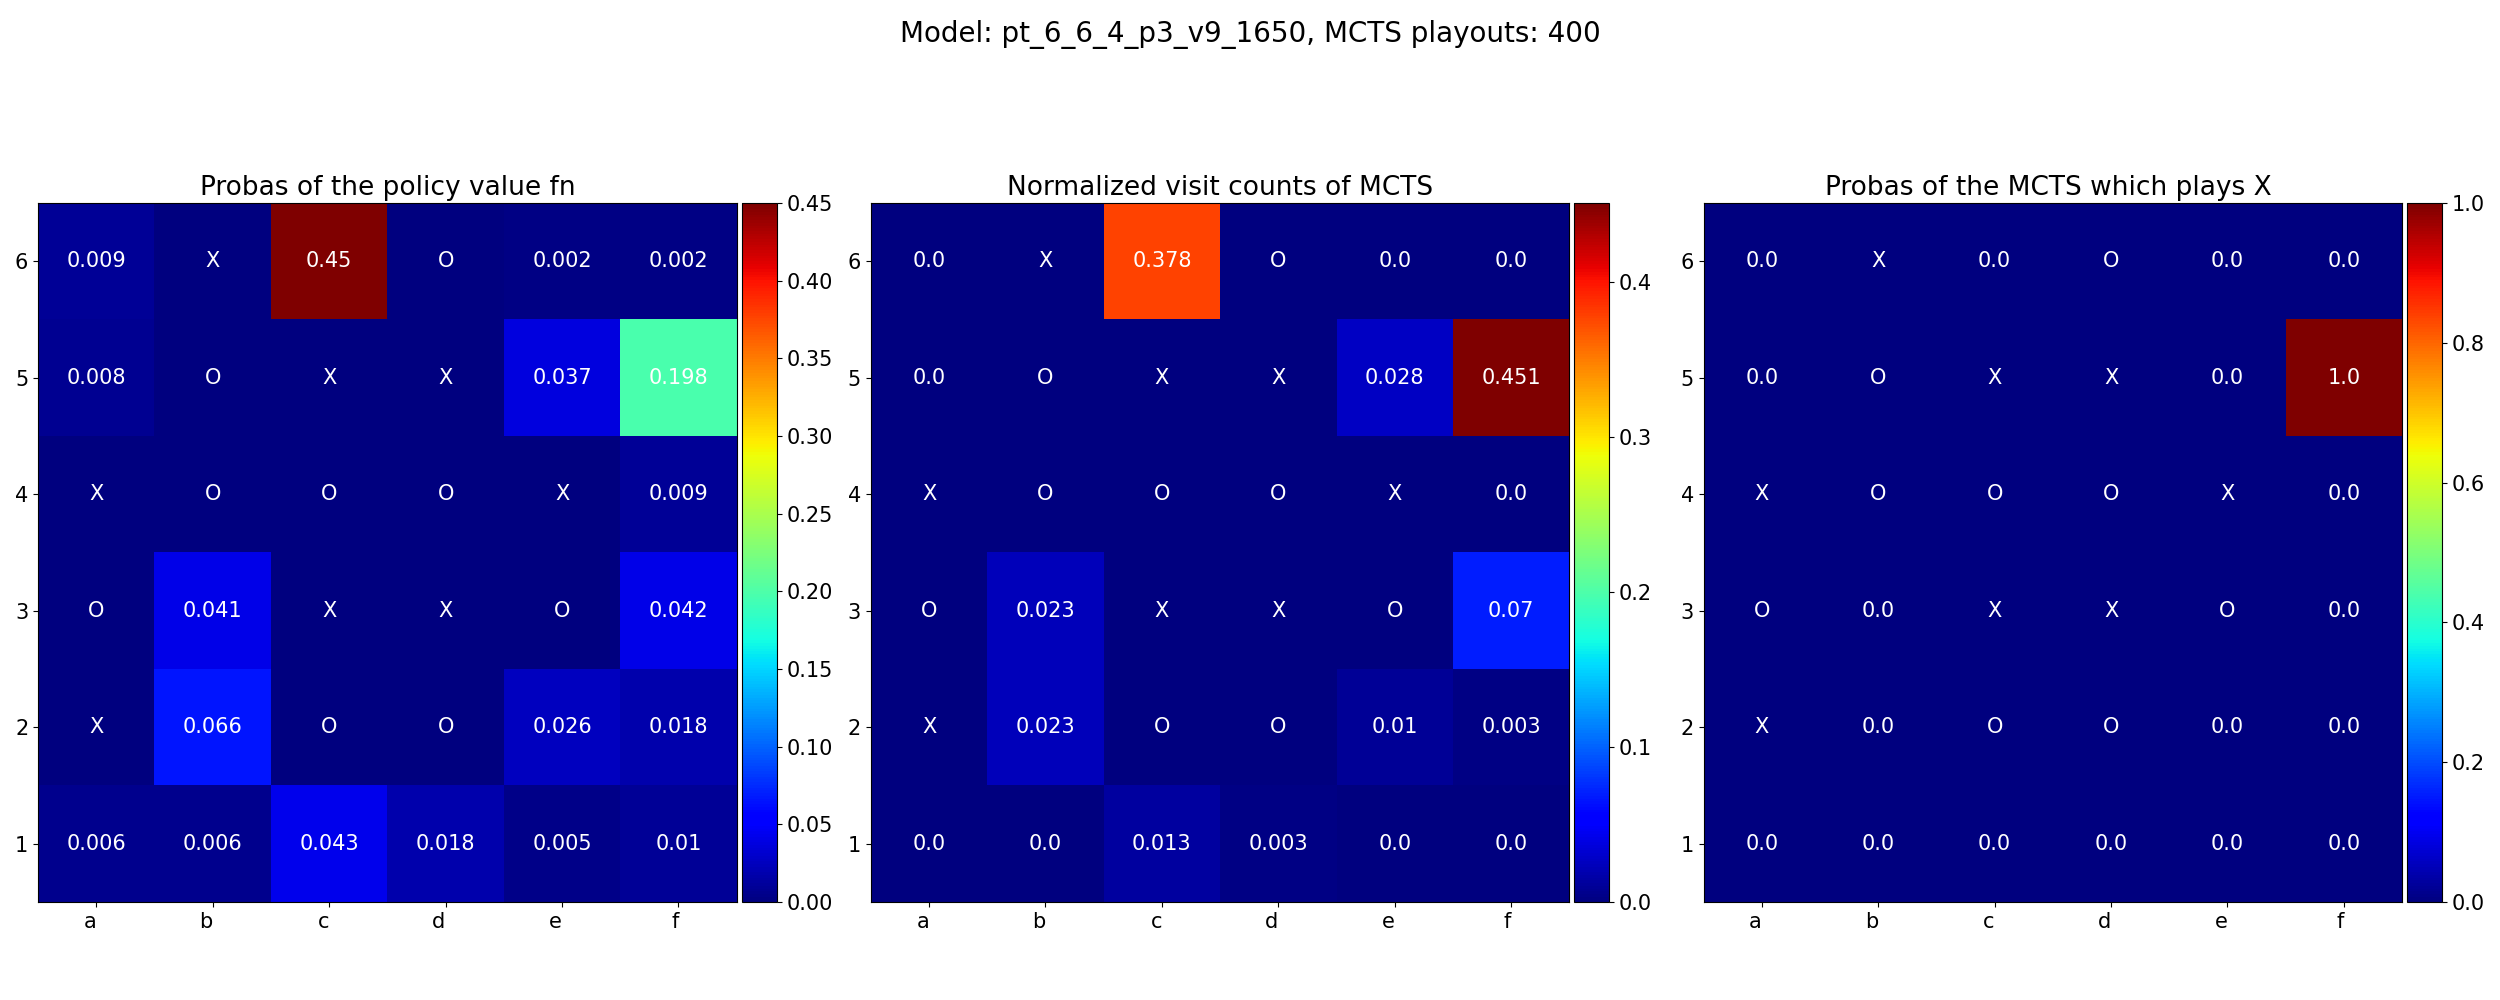 Model: pt_6_6_4_p3_v9_1650, MCTS playouts: 400
Probas of the policy value fn
6 0.009 X 0.45 O 0.002 0.002
5 0.008 O X X 0.037 0.198
4 X O O O X 0.009
3 O 0.041 X X O 0.042
2 X 0.066 O O 0.026 0.018
1 0.006 0.006 0.043 0.018 0.005 0.01
a b c d e f
0.45
0.40
0.35
0.30
0.25
0.20
0.15
0.10
0.05
0.00
Normalized visit counts of MCTS
6 0.0 X 0.378 O 0.0 0.0
5 0.0 O X X 0.028 0.451
4 X O O O X 0.0
3 O 0.023 X X O 0.07
2 X 0.023 O O 0.01 0.003
1 0.0 0.0 0.013 0.003 0.0 0.0
a b c d e f
0.4
0.3
0.2
0.1
0.0
Probas of the MCTS which plays X
6 0.0 X 0.0 O 0.0 0.0
5 0.0 O X X 0.0 1.0
4 X O O O X 0.0
3 O 0.0 X X O 0.0
2 X 0.0 O O 0.0 0.0
1 0.0 0.0 0.0 0.0 0.0 0.0
a b c d e f
1.0
0.8
0.6
0.4
0.2
0.0